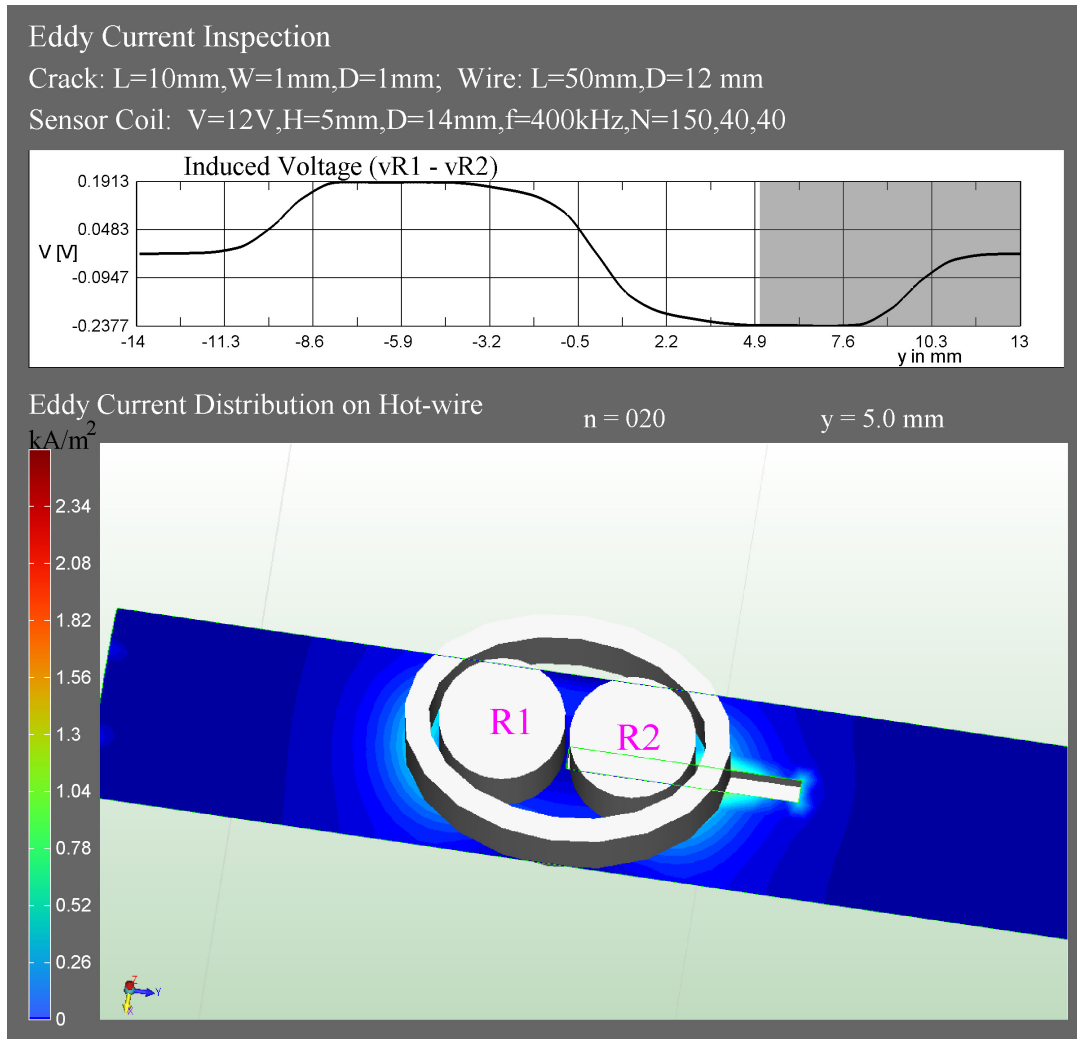 Eddy Current Inspection
Crack: L=10mm,W=1mm,D=1mm; Wire: L=50mm,D=12 mm
Sensor Coil: V=12V,H=5mm,D=14mm,f=400kHz,N=150,40,40
Induced Voltage (vR1 - vR2)
0.1913
0.0483
V [V]
-0.0947
-0.2377
-14 -11.3 -8.6 -5.9 -3.2 -0.5 2.2 4.9 7.6 10.3 13
y in mm
Eddy Current Distribution on Hot-wire n = 020 y = 5.0 mm
kA/m²
2.34
2.08
1.82
1.56
1.3
1.04
0.78
0.52
0.26
0
R1 R2
Z
Y
X